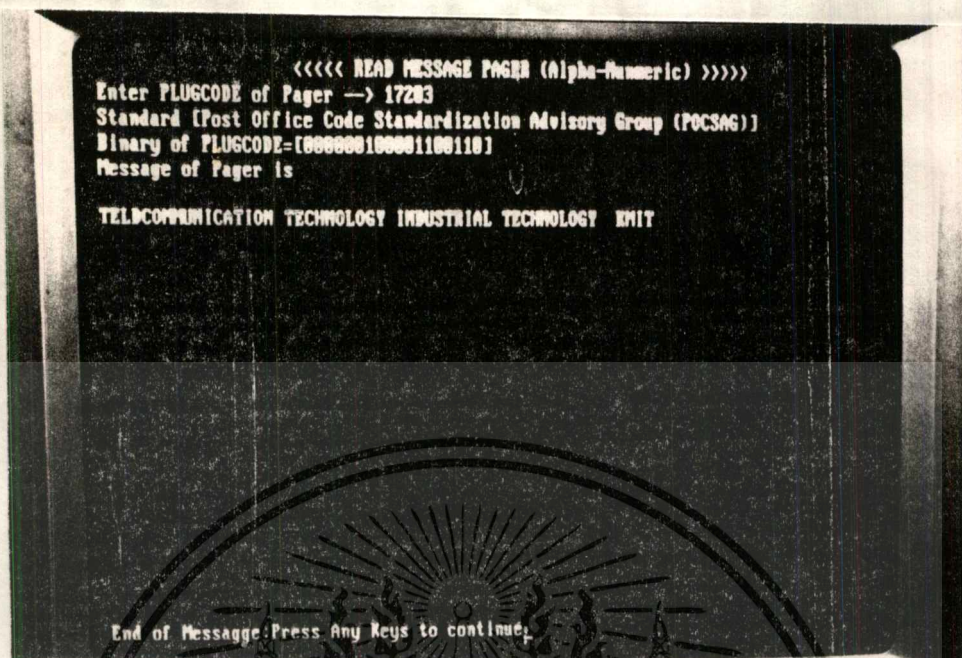 <<<<< READ MESSAGE PAGER (Alpha-Numeric) >>>>>
Enter PLUGCODE of Pager --> 17203
Standard [Post Office Code Standardization Advisory Group (POCSAG)]
Binary of PLUGCODE=[000000100001100110]
Message of Pager is
TELECOMMUNICATION TECHNOLOGY INDUSTRIAL TECHNOLOGY KMIT
End of Messagge:Press Any Keys to continue